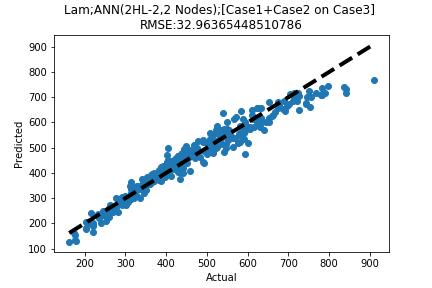 Lam;ANN(2HL-2,2 Nodes);[Case1+Case2 on Case3]
RMSE:32.96365448510786
900
800
700
600
500
400
300
200
100
Predicted
200 300 400 500 600 700 800 900
Actual